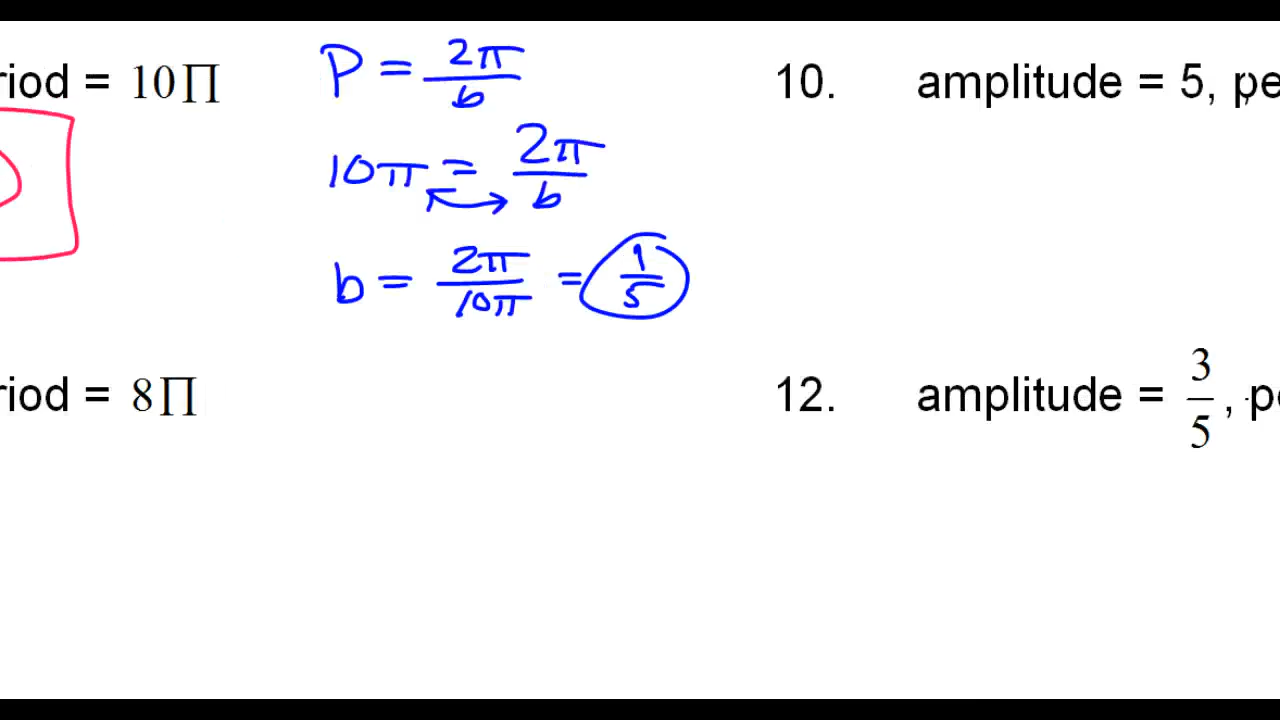 riod = 10∏
P = 2π/b
10. amplitude = 5, pe
10π = 2π/b
b = 2π/10π = 1/5
riod = 8∏
12. amplitude = 3/5, pe